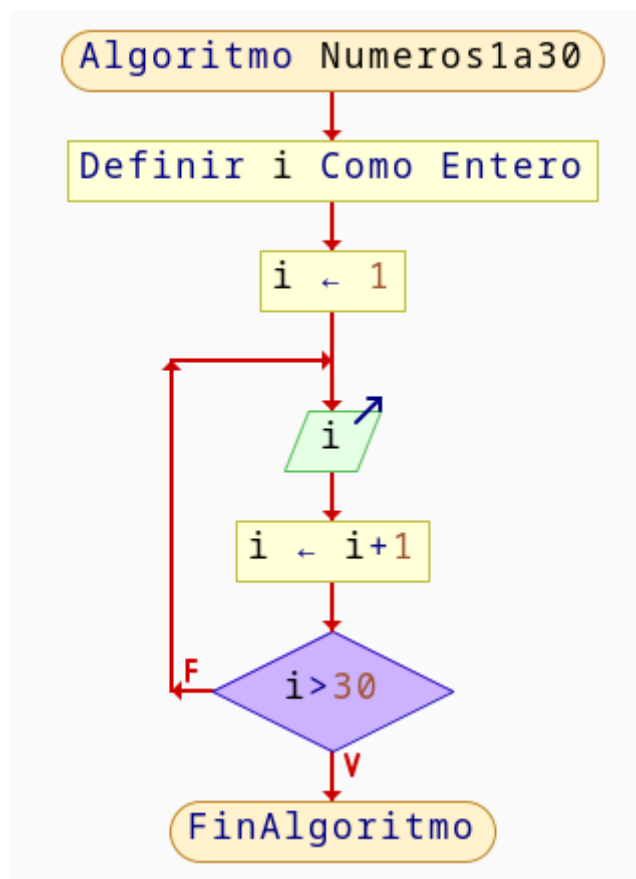 Algoritmo Numeros1a30
Definir i Como Entero
i ← 1
i
i ← i+1
F
i>30
V
FinAlgoritmo